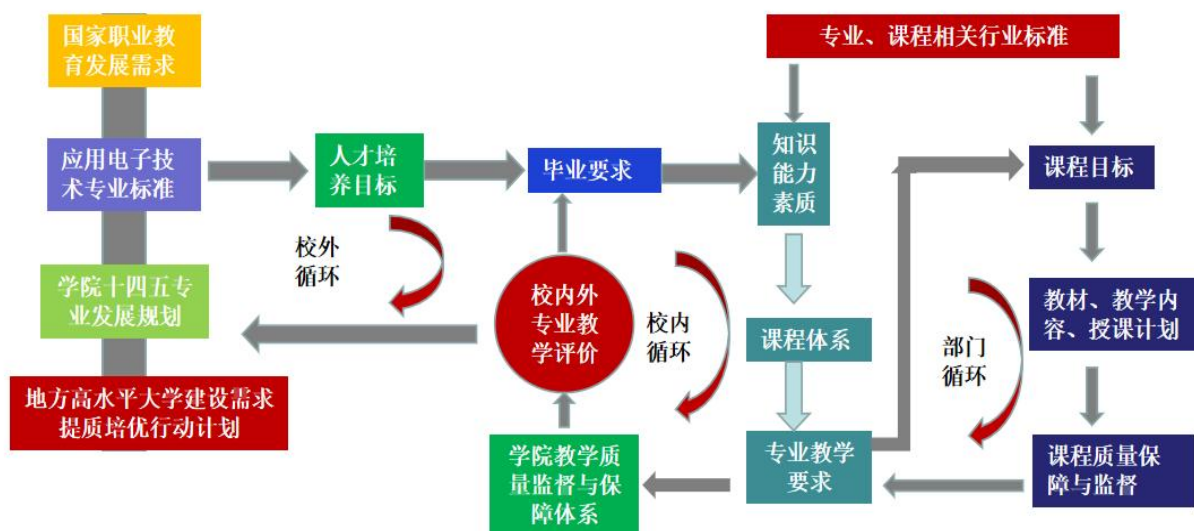 国家职业教
育发展需求
专业、课程相关行业标准
应用电子技
术专业标准
人才培
养目标
毕业要求
知识
能力
素质
课程目标
校外
循环
学院十四五专
业发展规划
校内外
专业教
学评价
校内
循环
课程体系
部门
循环
教材、教学内
容、授课计划
地方高水平大学建设需求
提质培优行动计划
学院教学质
量监督与保
障体系
专业教学
要求
课程质量保
障与监督